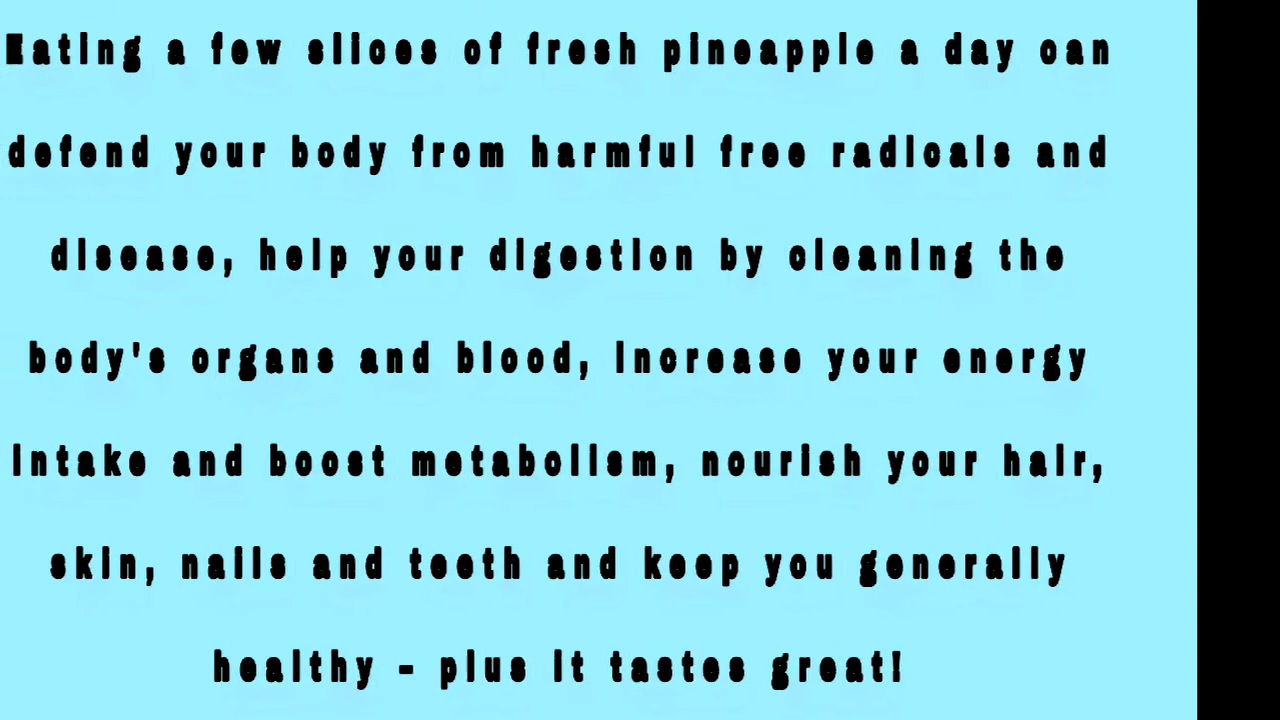 Eating a few slices of fresh pineapple a day can
defend your body from harmful free radicals and
disease, help your digestion by cleaning the
body's organs and blood, increase your energy
intake and boost metabolism, nourish your hair,
skin, nails and teeth and keep you generally
healthy - plus it tastes great!